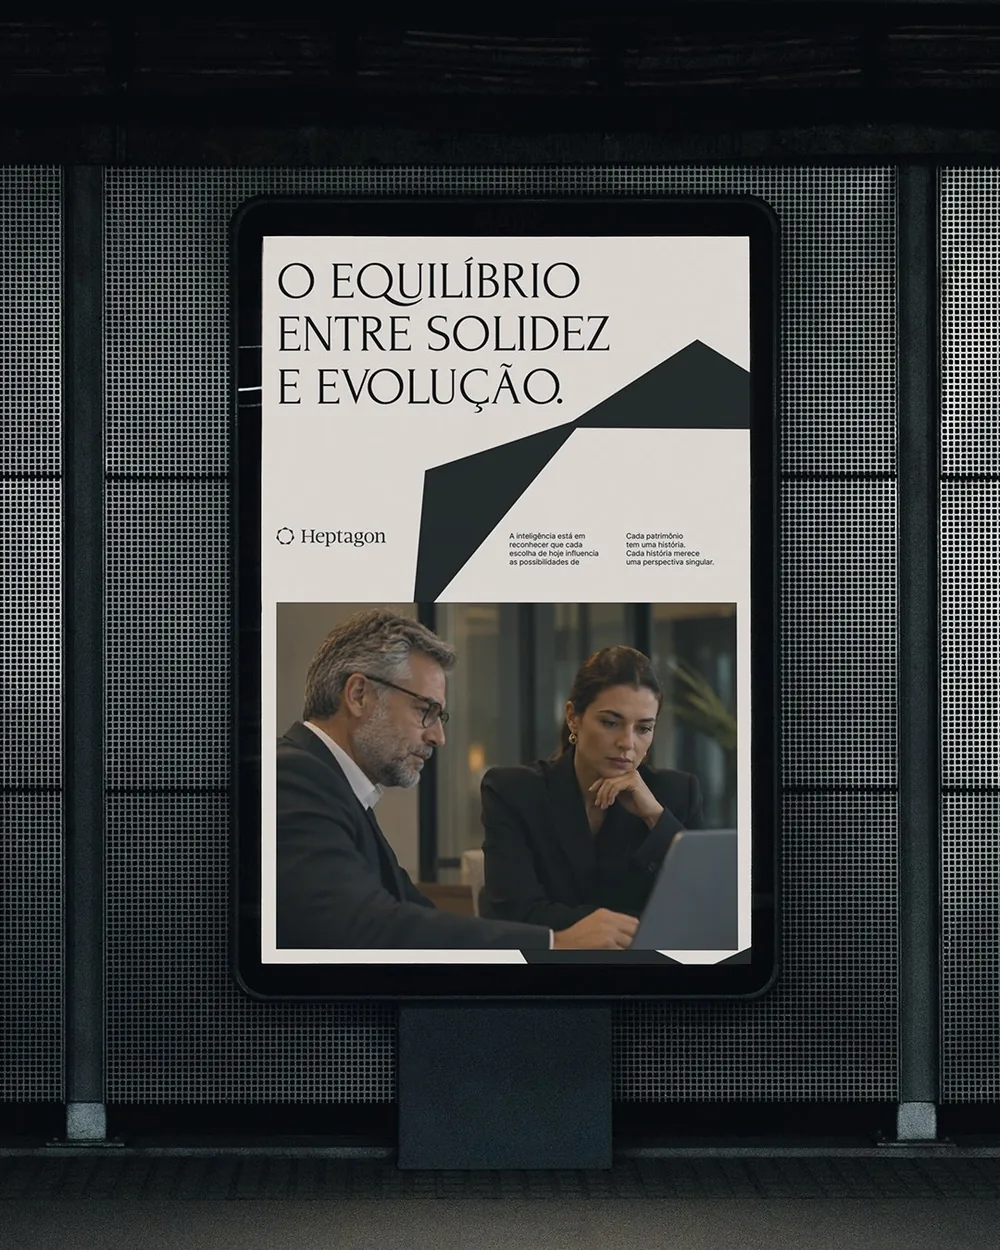 O EQUILÍBRIO
ENTRE SOLIDEZ
E EVOLUÇÃO.
Heptagon
A inteligência está em
reconhecer que cada
escolha de hoje influencia
as possibilidades de
Cada patrimônio
tem uma história.
Cada história merece
uma perspectiva singular.